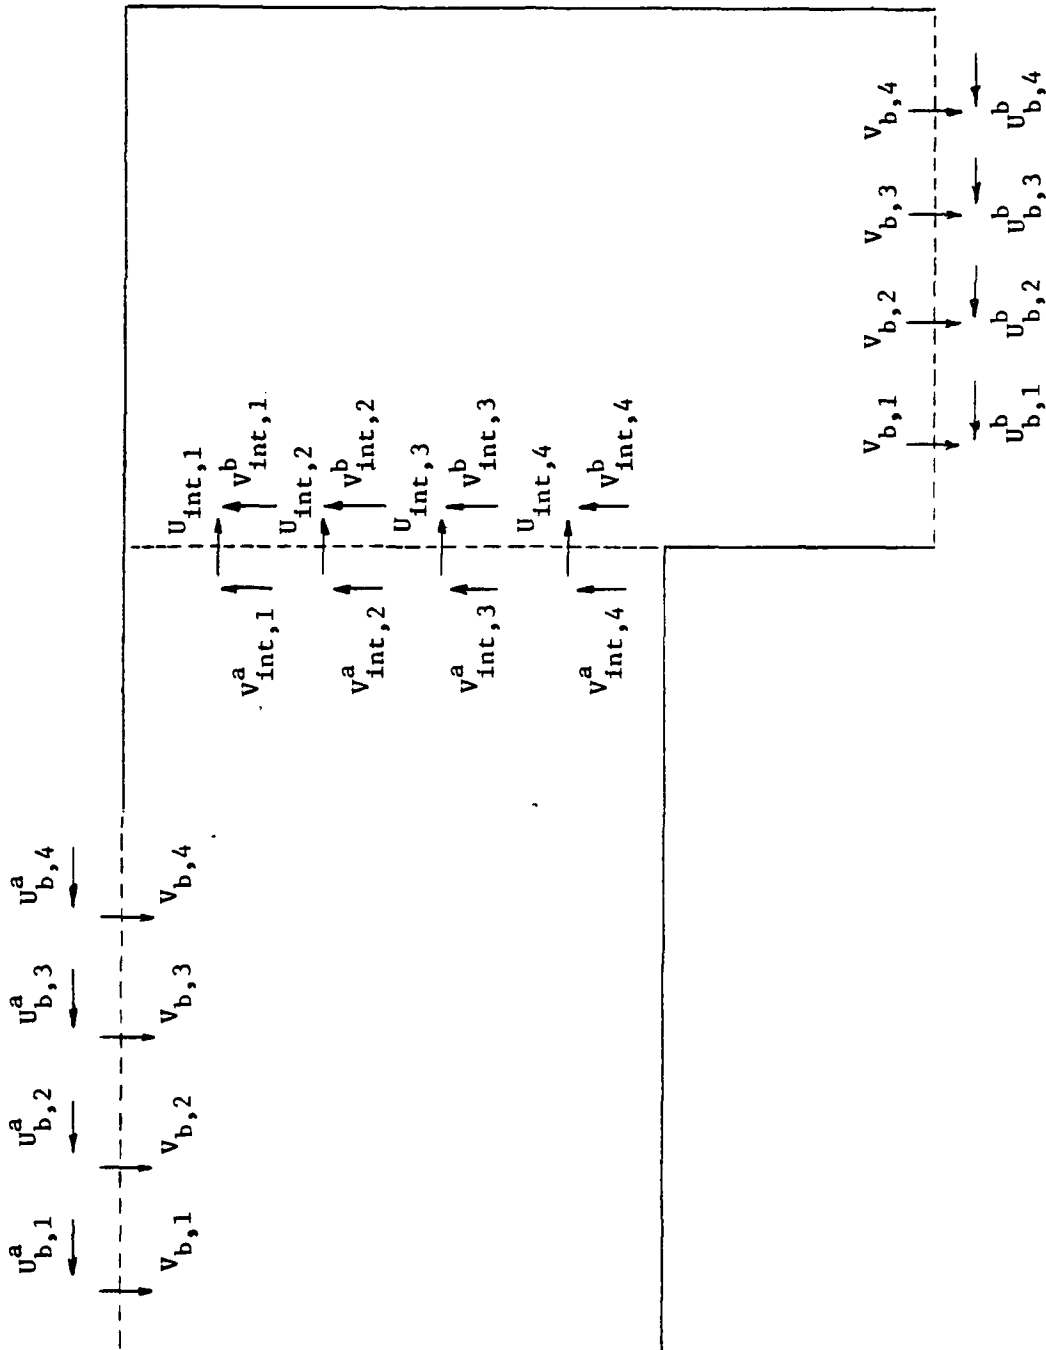 U^a_{b,1} U^a_{b,2} U^a_{b,3} U^a_{b,4}
V_{b,1} V_{b,2} V_{b,3} V_{b,4}
U_{int,1}
V^a_{int,1} V^b_{int,1}
U_{int,2}
V^a_{int,2} V^b_{int,2}
U_{int,3}
V^a_{int,3} V^b_{int,3}
U_{int,4}
V^a_{int,4} V^b_{int,4}
V_{b,1} V_{b,2} V_{b,3} V_{b,4}
U^b_{b,1} U^b_{b,2} U^b_{b,3} U^b_{b,4}